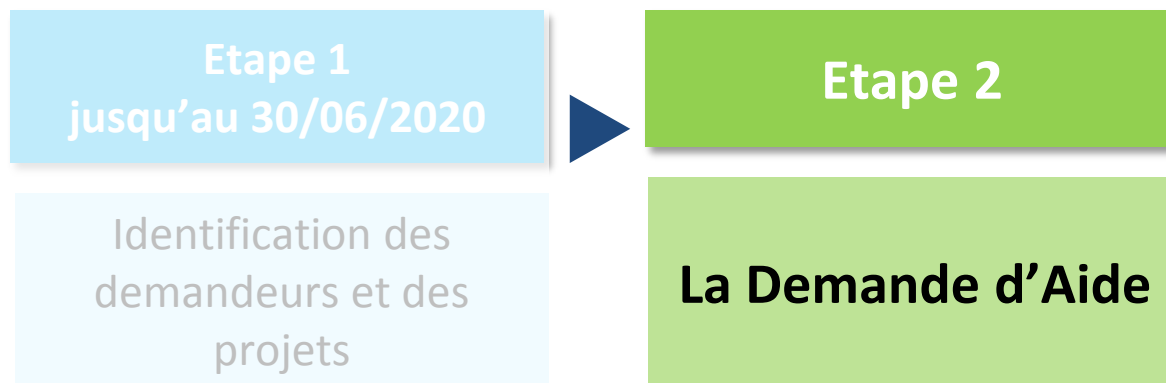 Etape 1
jusqu’au 30/06/2020
Etape 2
Identification des
demandeurs et des
projets
La Demande d’Aide